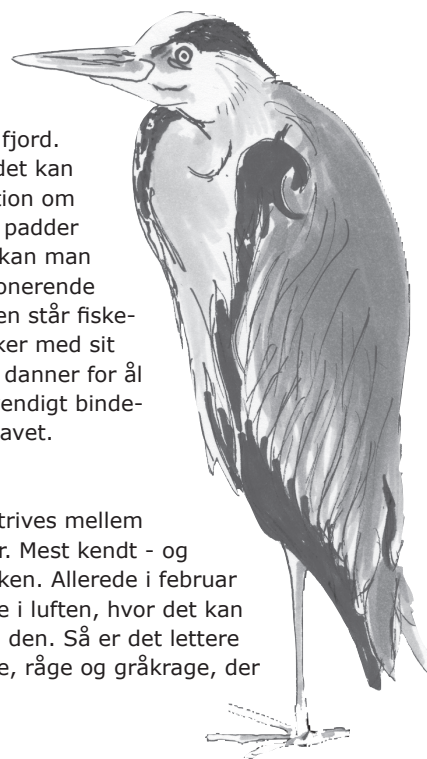 fjord.
det kan
tion om
padder
kan man
onerende
en står fiske-
ker med sit
danner for ål
endigt binde-
avet.
trives mellem
r. Mest kendt - og
ken. Allerede i februar
e i luften, hvor det kan
den. Så er det lettere
e, råge og gråkrage, der